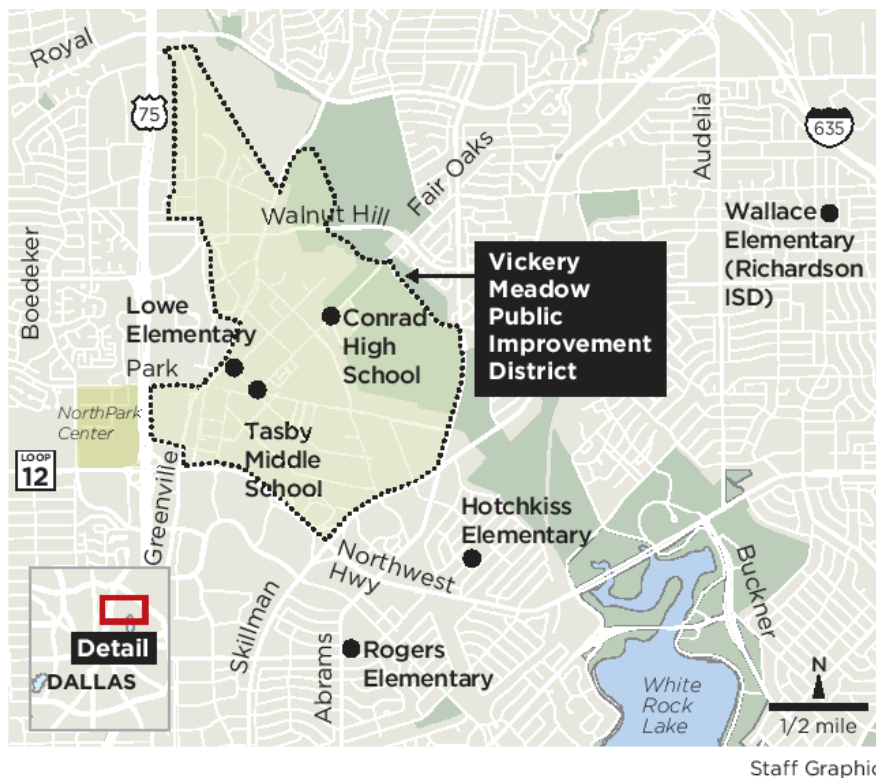 Royal
75
Audelia
635
Fair Oaks
Walnut Hill
Wallace
Elementary
(Richardson
ISD)
Vickery
Meadow
Public
Improvement
District
Boedeker
Lowe
Elementary
Conrad
High
School
Park
NorthPark
Center
Tasby
Middle
School
LOOP
12
Greenville
Hotchkiss
Elementary
Northwest
Hwy
Buckner
Skillman
Abrams
Rogers
Elementary
Detail
DALLAS
White
Rock
Lake
N
1/2 mile
Staff Graphic